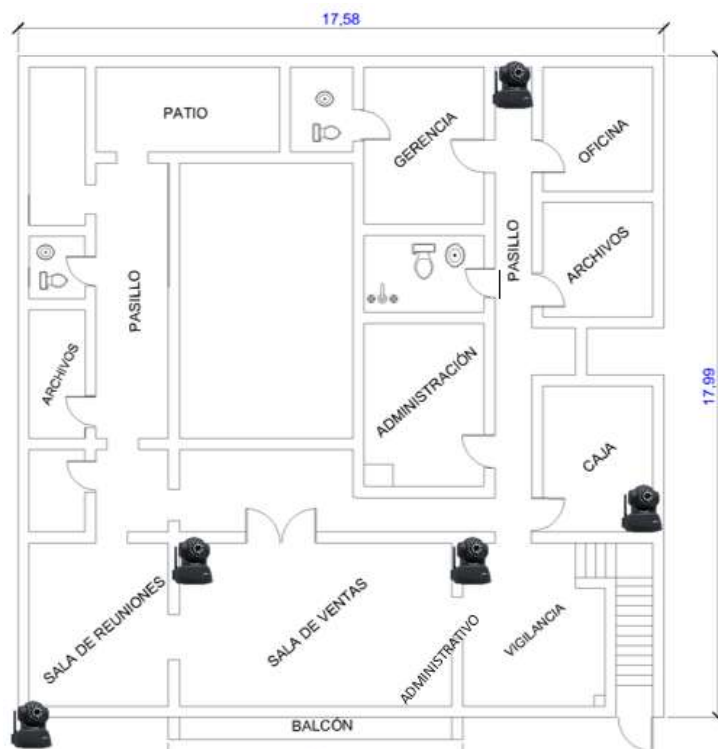 17,58
PATIO
GERENCIA
OFICINA
PASILLO
ARCHIVOS
PASILLO
ARCHIVOS
ADMINISTRACIÓN
17,99
CAJA
SALA DE REUNIONES
SALA DE VENTAS
ADMINISTRATIVO
VIGILANCIA
BALCÓN